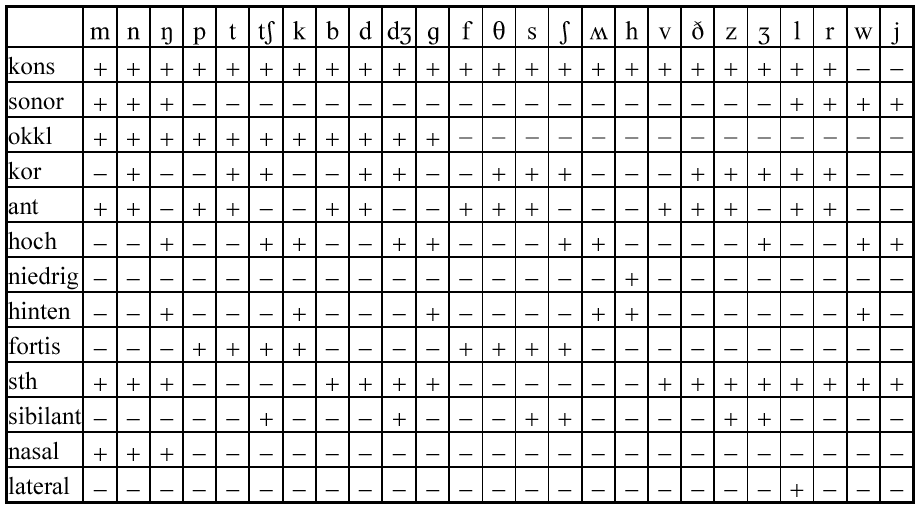 m n ŋ p t tʃ k b d dʒ g f θ s ʃ ʍ h v ð z ʒ l r w j
kons + + + + + + + + + + + + + + + + + + + + + + + – –
sonor + + + – – – – – – – – – – – – – – – – – – + + + +
okkl + + + + + + + + + + + – – – – – – – – – – – – – –
kor – + – – + + – – + + – – + + + – – – + + + + + – –
ant + + – + + – – + + – – + + + – – – + + + – + + – –
hoch – – + – – + + – – + + – – – + + – – – – + – – + +
niedrig – – – – – – – – – – – – – – – – + – – – – – – – –
hinten – – + – – – + – – – + – – – – + + – – – – – – + –
fortis – – – + + + + – – – – + + + + – – – – – – – – – –
sth + + + – – – – + + + + – – – – – – + + + + + + + +
sibilant – – – – – + – – – + – – – + + – – – – + + – – – –
nasal + + + – – – – – – – – – – – – – – – – – – – – – –
lateral – – – – – – – – – – – – – – – – – – – – – + – – –